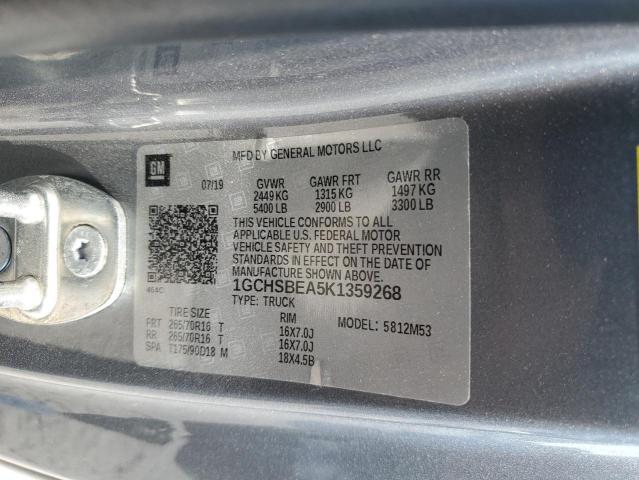 GM
MFD BY GENERAL MOTORS LLC
07/19 GVWR GAWR FRT GAWR RR
2449 KG 1315 KG 1497 KG
5400 LB 2900 LB 3300 LB
THIS VEHICLE CONFORMS TO ALL
APPLICABLE U.S. FEDERAL MOTOR
VEHICLE SAFETY AND THEFT PREVENTION
STANDARDS IN EFFECT ON THE DATE OF
MANUFACTURE SHOWN ABOVE.
464C 1GCHSBEA5K1359268
TYPE: TRUCK
TIRE SIZE RIM MODEL: 5812M53
FRT 265/70R16 T 16X7.0J
RR 265/70R16 T 16X7.0J
SPA T175/90D18 M 18X4.5B